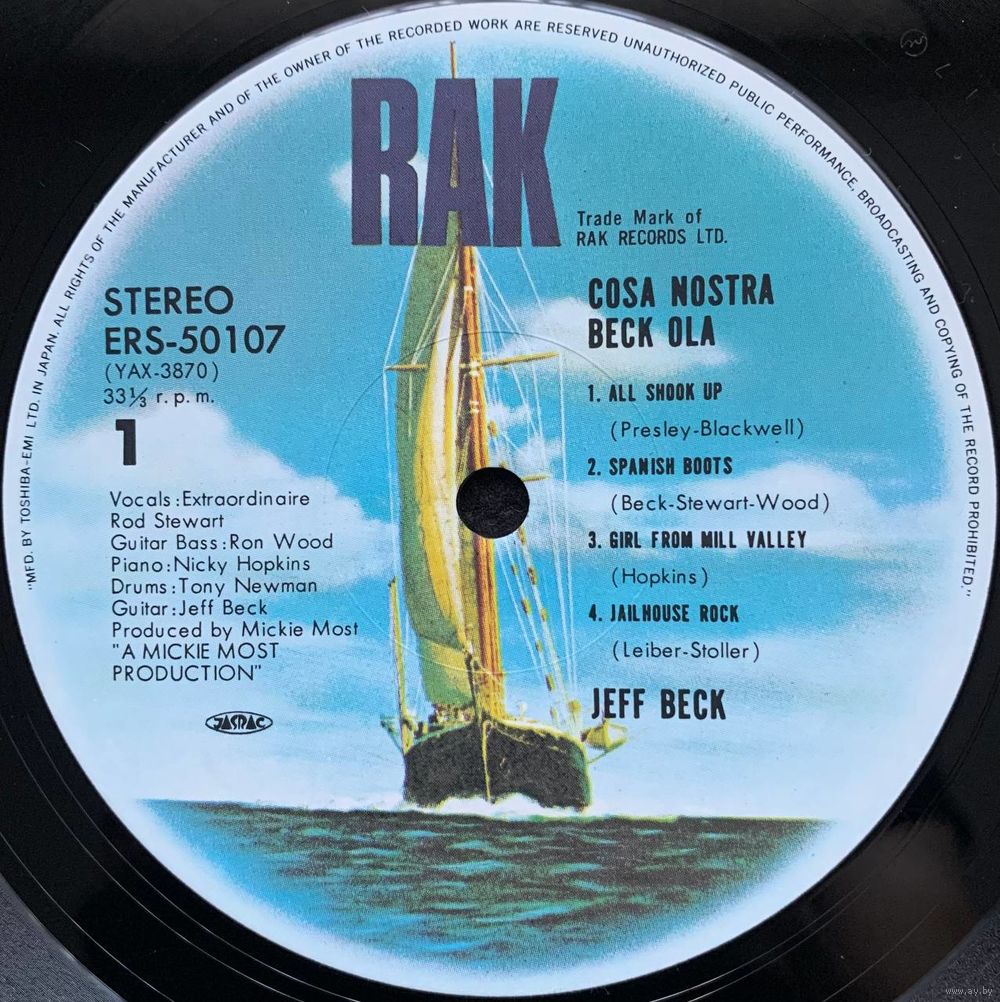 "MFD. BY TOSHIBA-EMI LTD. IN JAPAN. ALL RIGHTS OF THE MANUFACTURER AND OF THE OWNER OF THE RECORDED WORK ARE RESERVED UNAUTHORIZED PUBLIC PERFORMANCE, BROADCASTING AND COPYING OF THE RECORD PROHIBITED."
RAK
Trade Mark of
RAK RECORDS LTD.
STEREO
ERS-50107
(YAX-3870)
33⅓ r.p.m.
1
Vocals:Extraordinaire
Rod Stewart
Guitar Bass:Ron Wood
Piano:Nicky Hopkins
Drums:Tony Newman
Guitar:Jeff Beck
Produced by Mickie Most
"A MICKIE MOST
PRODUCTION"
JASRAC
COSA NOSTRA
BECK OLA
1. ALL SHOOK UP
(Presley-Blackwell)
2. SPANISH BOOTS
(Beck-Stewart-Wood)
3. GIRL FROM MILL VALLEY
(Hopkins)
4. JAILHOUSE ROCK
(Leiber-Stoller)
JEFF BECK
www.ay.by